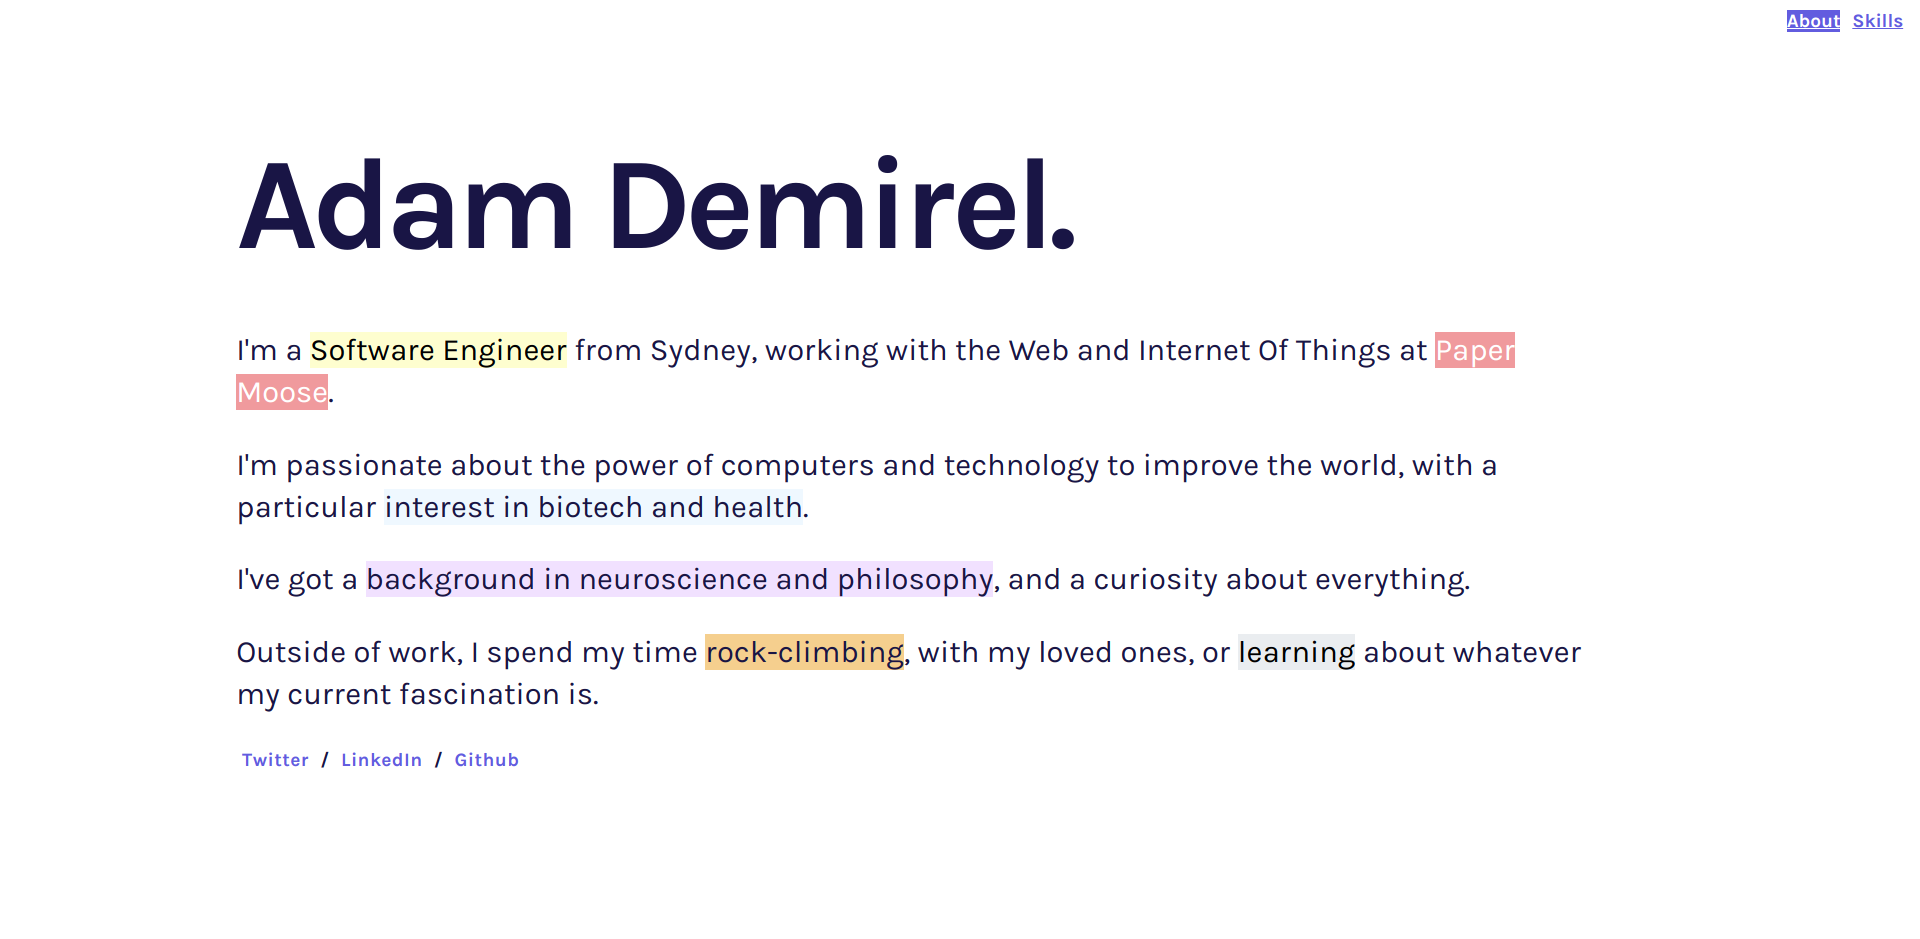 About Skills
Adam Demirel.
I'm a Software Engineer from Sydney, working with the Web and Internet Of Things at Paper
Moose.
I'm passionate about the power of computers and technology to improve the world, with a
particular interest in biotech and health.
I've got a background in neuroscience and philosophy, and a curiosity about everything.
Outside of work, I spend my time rock-climbing, with my loved ones, or learning about whatever
my current fascination is.
Twitter / LinkedIn / Github